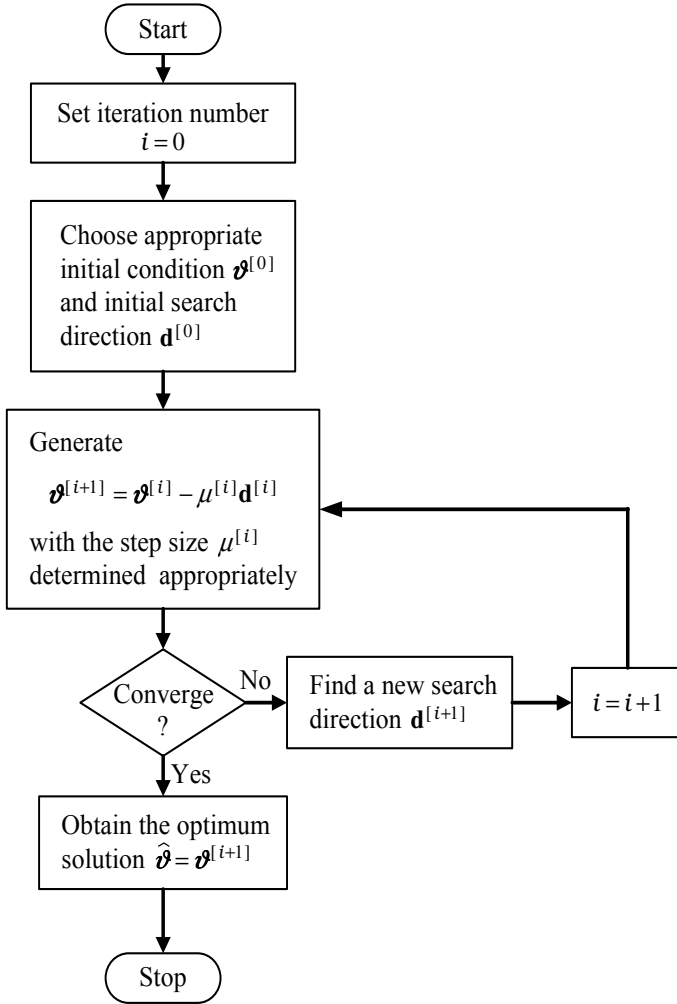 Start
Set iteration number
i = 0
Choose appropriate
initial condition 𝝑^[0]
and initial search
direction d^[0]
Generate
𝝑^[i+1] = 𝝑^[i] − μ^[i] d^[i]
with the step size μ^[i]
determined appropriately
Converge
?
No
Find a new search
direction d^[i+1]
i = i+1
Yes
Obtain the optimum
solution 𝝑̂ = 𝝑^[i+1]
Stop